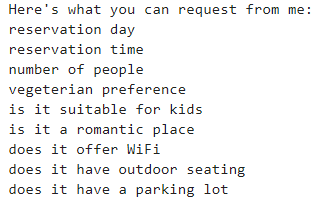 Here's what you can request from me:
reservation day
reservation time
number of people
vegeterian preference
is it suitable for kids
is it a romantic place
does it offer WiFi
does it have outdoor seating
does it have a parking lot